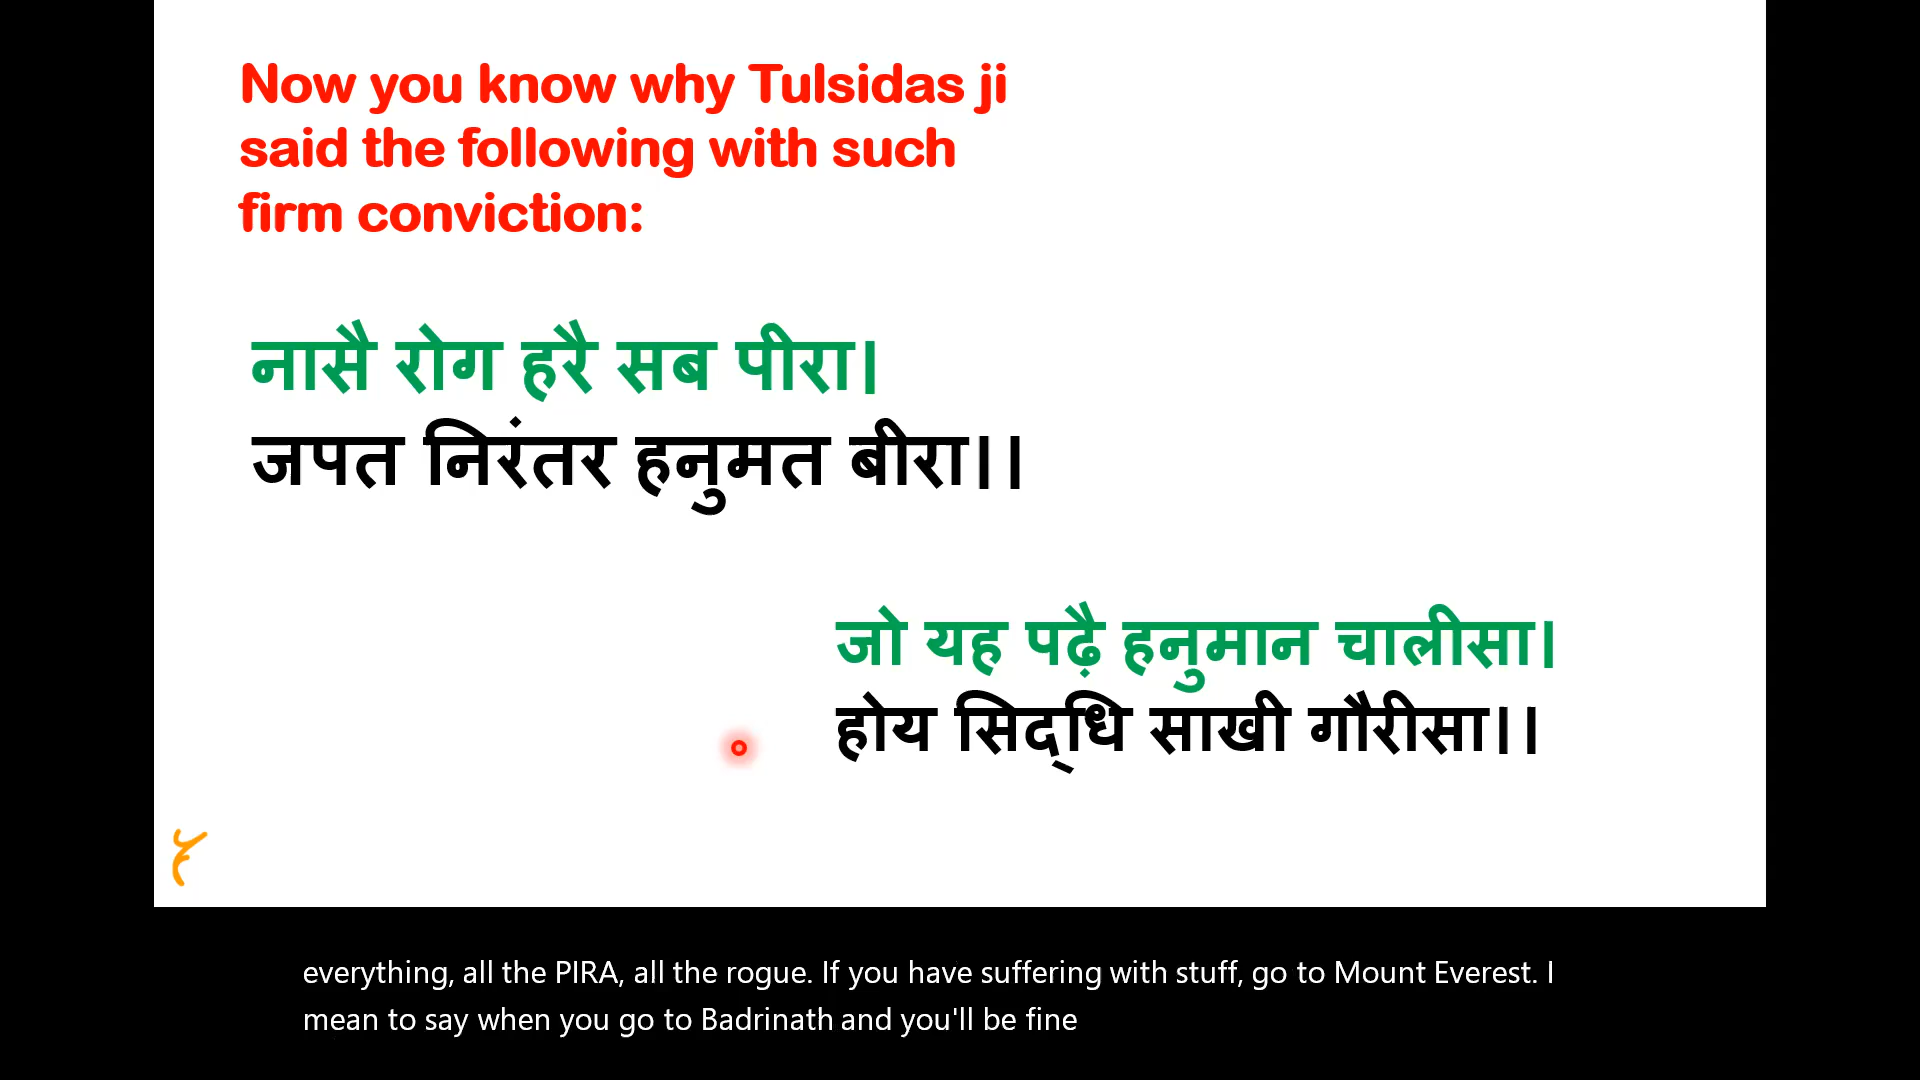 Now you know why Tulsidas ji
said the following with such
firm conviction:
नासै रोग हरै सब पीरा।
जपत निरंतर हनुमत बीरा।।
जो यह पढ़ै हनुमान चालीसा।
होय सिद्धि साखी गौरीसा।।
everything, all the PIRA, all the rogue. If you have suffering with stuff, go to Mount Everest. I
mean to say when you go to Badrinath and you'll be fine